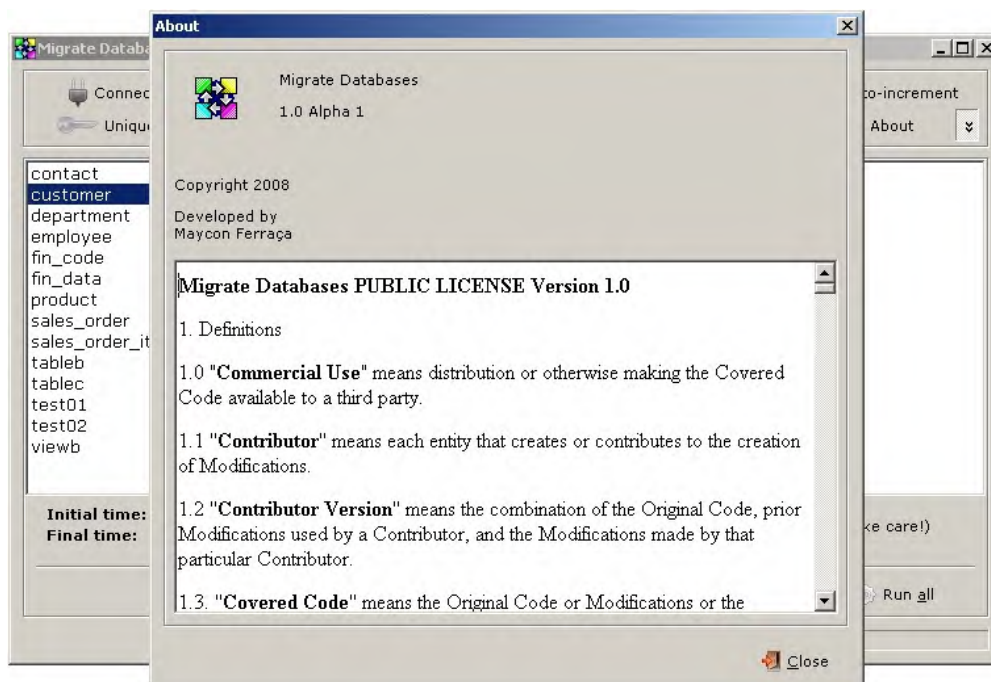 About
Migrate Databa
Connec
Uniqu
to-increment
About
Migrate Databases
1.0 Alpha 1
Copyright 2008
Developed by
Maycon Ferraça
contact
customer
department
employee
fin_code
fin_data
product
sales_order
sales_order_it
tableb
tablec
test01
test02
viewb
Migrate Databases PUBLIC LICENSE Version 1.0
1. Definitions
1.0 "Commercial Use" means distribution or otherwise making the Covered
Code available to a third party.
1.1 "Contributor" means each entity that creates or contributes to the creation
of Modifications.
1.2 "Contributor Version" means the combination of the Original Code, prior
Modifications used by a Contributor, and the Modifications made by that
particular Contributor.
1.3. "Covered Code" means the Original Code or Modifications or the
Initial time:
Final time:
ke care!)
Run all
Close